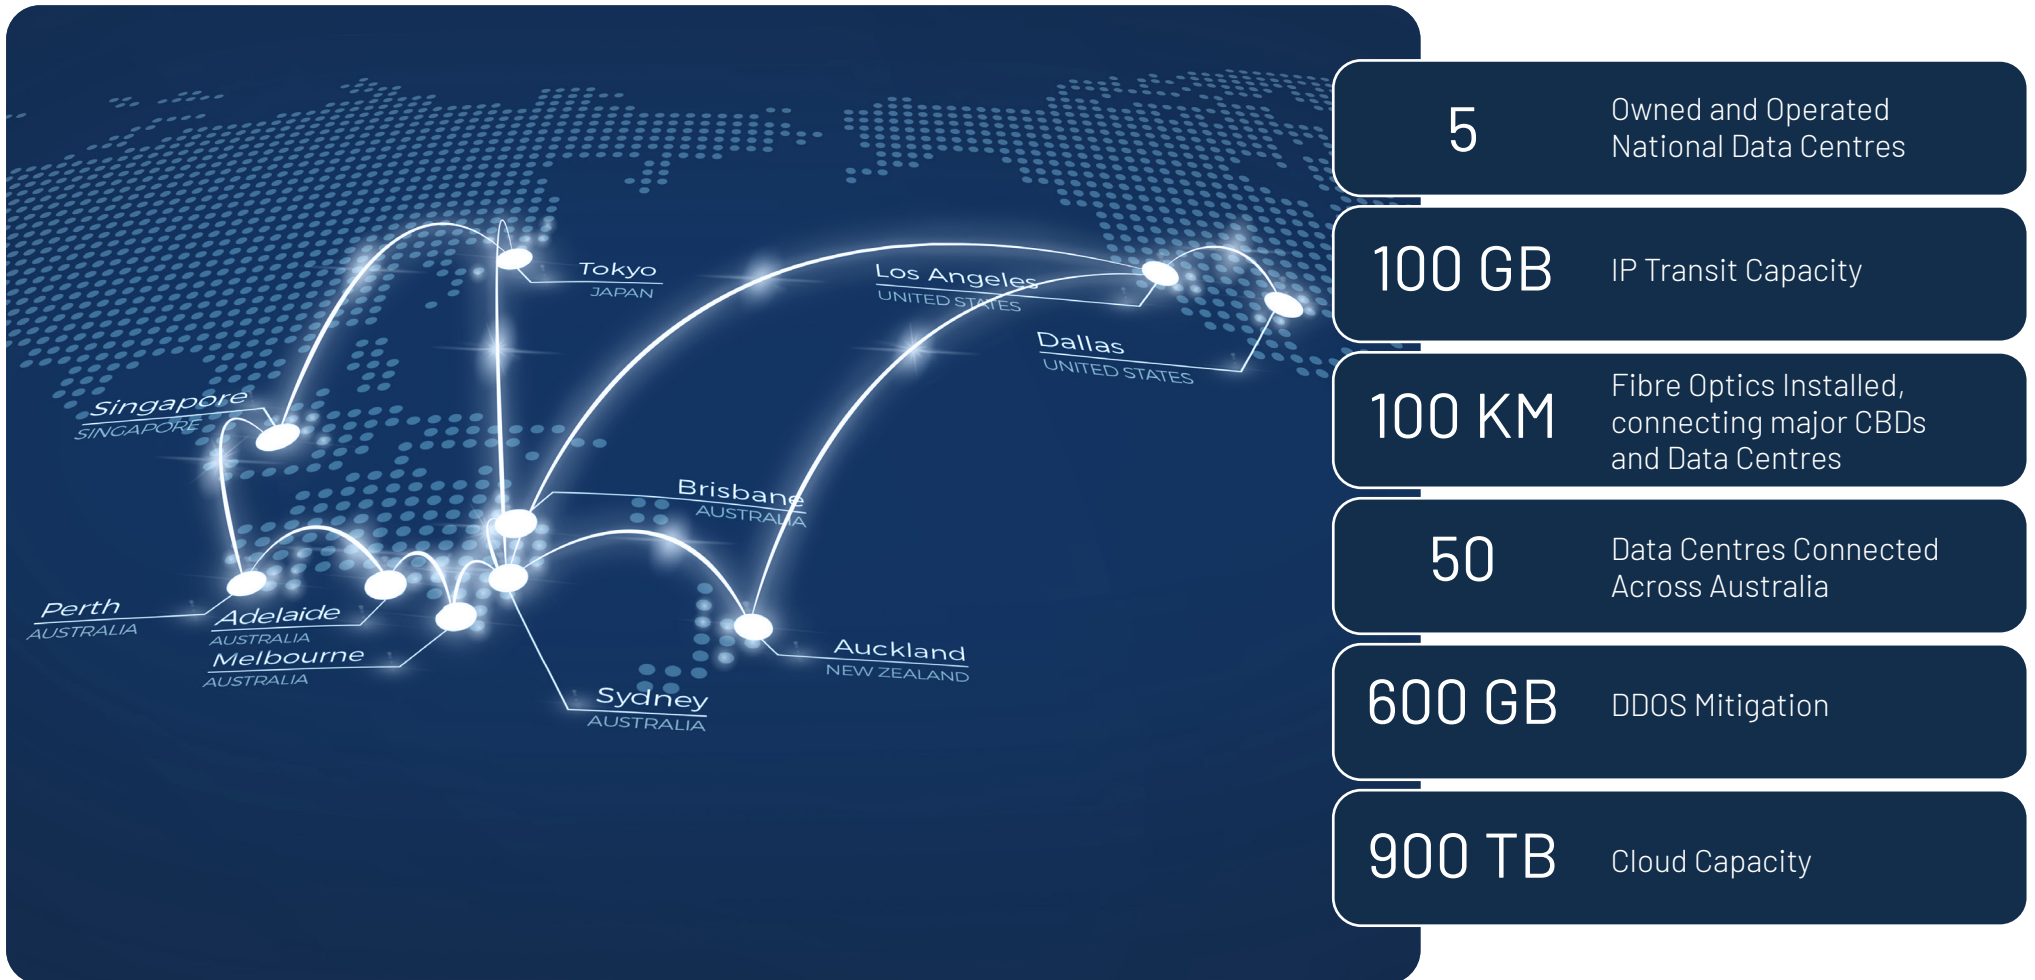 Tokyo
JAPAN
Los Angeles
UNITED STATES
Dallas
UNITED STATES
Singapore
SINGAPORE
Brisbane
AUSTRALIA
Perth
AUSTRALIA
Adelaide
AUSTRALIA
Melbourne
AUSTRALIA
Auckland
NEW ZEALAND
Sydney
AUSTRALIA
5
Owned and Operated
National Data Centres
100 GB
IP Transit Capacity
100 KM
Fibre Optics Installed,
connecting major CBDs
and Data Centres
50
Data Centres Connected
Across Australia
600 GB
DDOS Mitigation
900 TB
Cloud Capacity